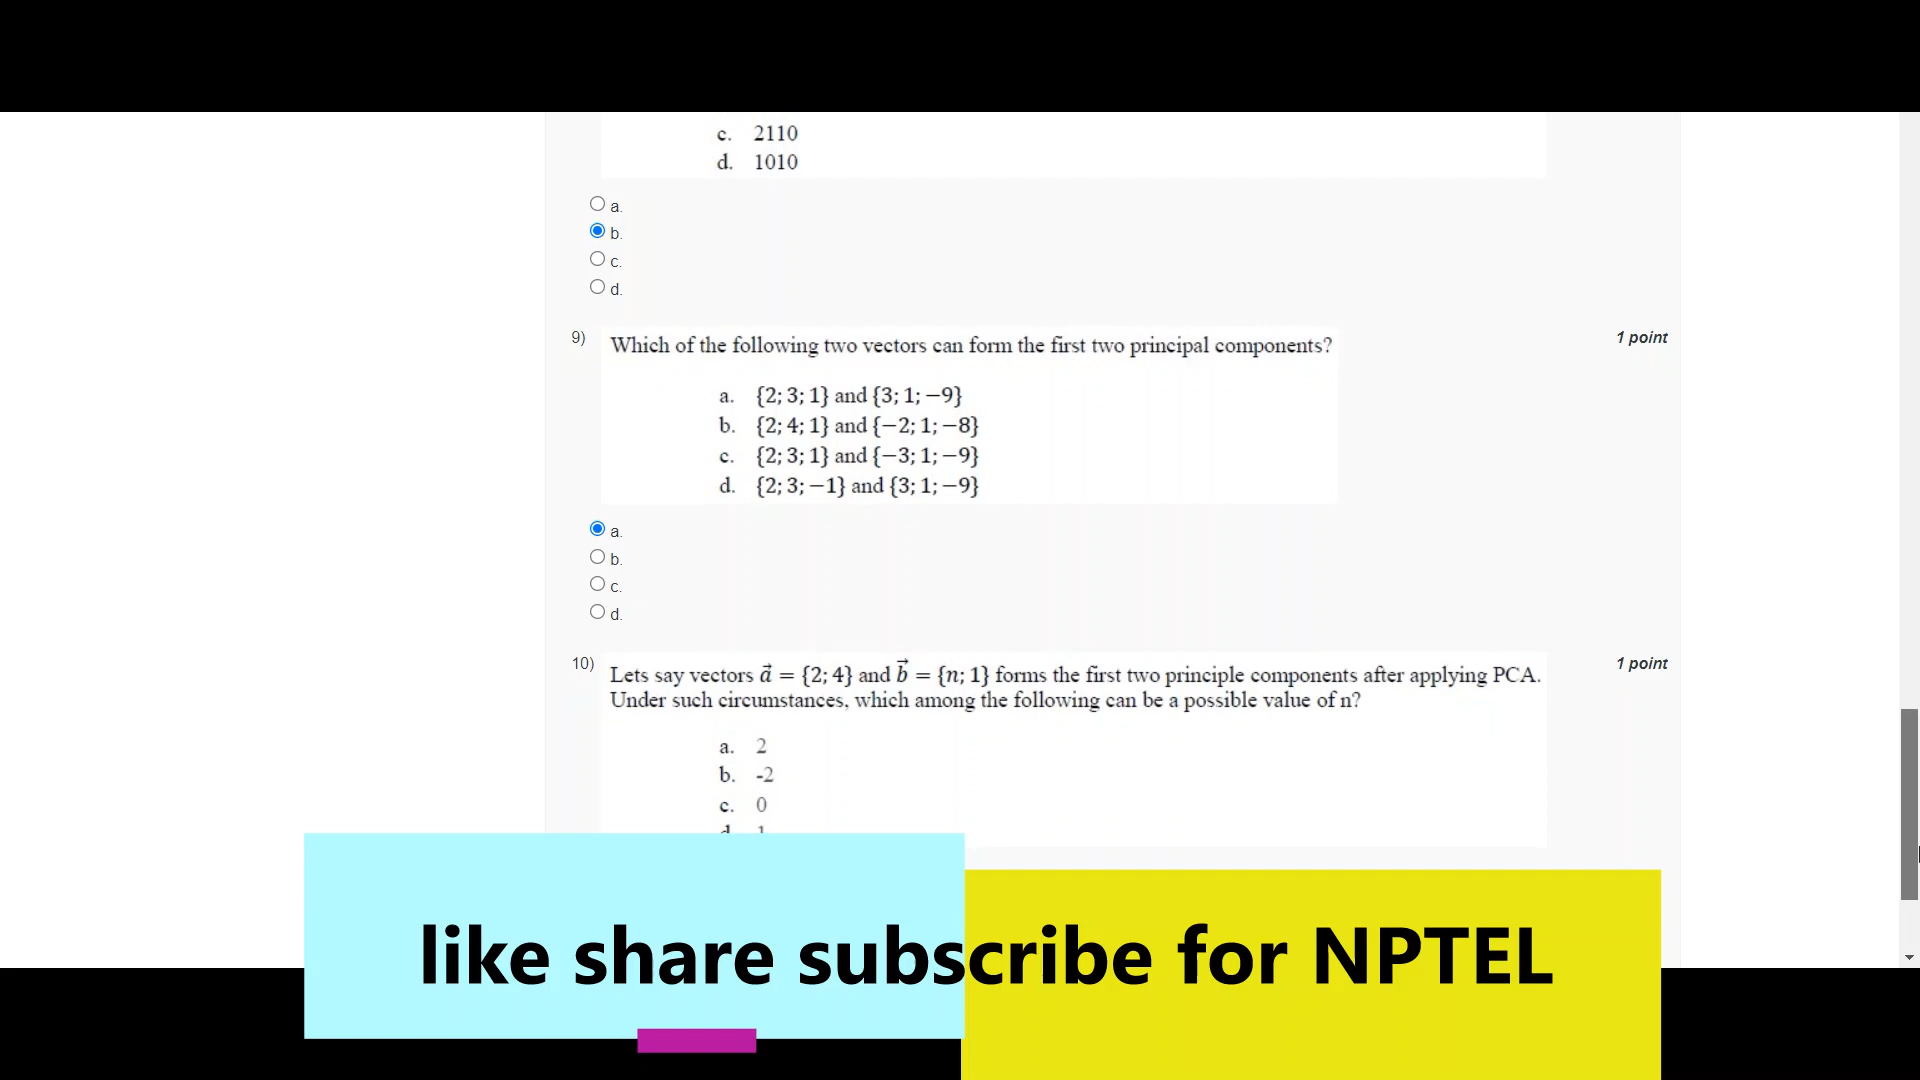 c. 2110
d. 1010
a.
b.
c.
d.
9) Which of the following two vectors can form the first two principal components? 1 point
a. {2; 3; 1} and {3; 1; −9}
b. {2; 4; 1} and {−2; 1; −8}
c. {2; 3; 1} and {−3; 1; −9}
d. {2; 3; −1} and {3; 1; −9}
a.
b.
c.
d.
10) Lets say vectors a⃗ = {2; 4} and b⃗ = {n; 1} forms the first two principle components after applying PCA. 1 point
Under such circumstances, which among the following can be a possible value of n?
a. 2
b. -2
c. 0
like share subscribe for NPTEL